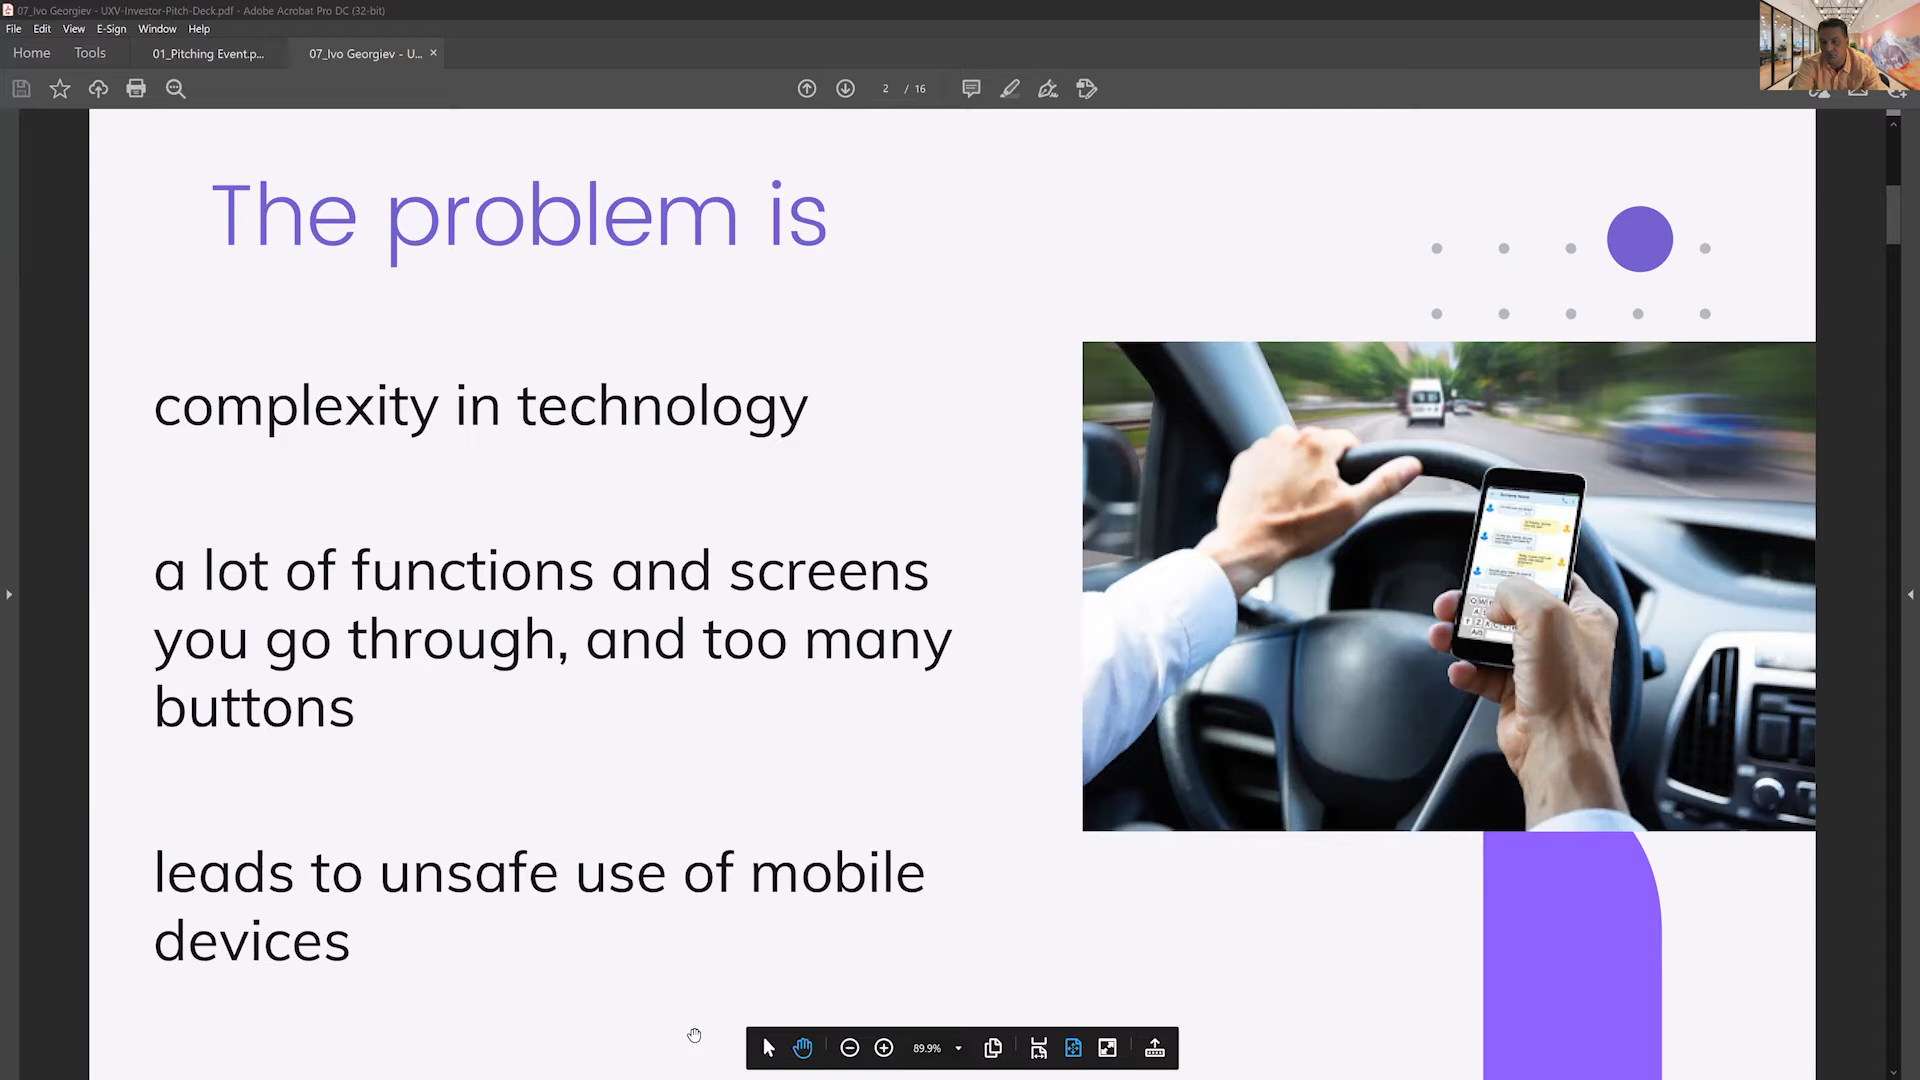 07_Ivo Georgiev - UXV-Investor-Pitch-Deck.pdf - Adobe Acrobat Pro DC (32-bit)
File Edit View E-Sign Window Help
Home Tools 01_Pitching Event.p... 07_Ivo Georgiev - U... ×
2 / 16
The problem is
complexity in technology
a lot of functions and screens
you go through, and too many
buttons
leads to unsafe use of mobile
devices
89.9%